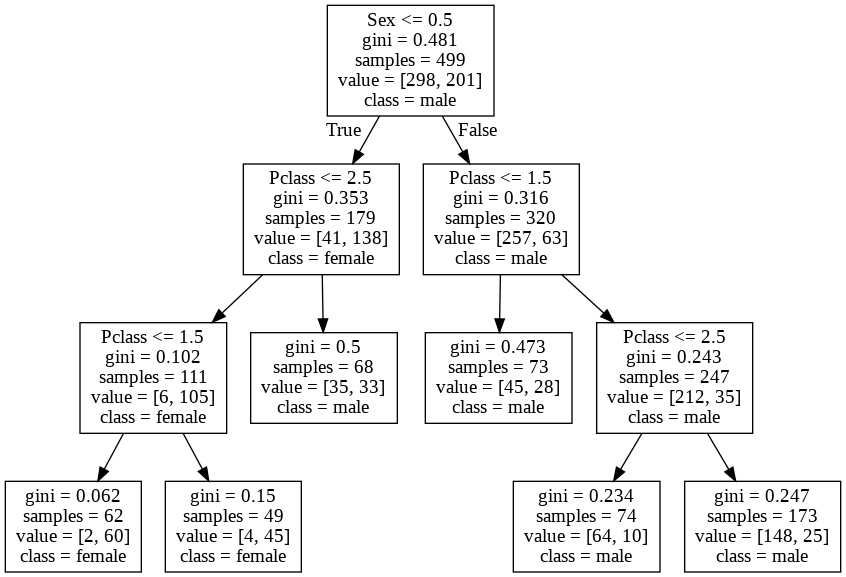 Sex <= 0.5
gini = 0.481
samples = 499
value = [298, 201]
class = male
True
False
Pclass <= 2.5
gini = 0.353
samples = 179
value = [41, 138]
class = female
Pclass <= 1.5
gini = 0.316
samples = 320
value = [257, 63]
class = male
Pclass <= 1.5
gini = 0.102
samples = 111
value = [6, 105]
class = female
gini = 0.5
samples = 68
value = [35, 33]
class = male
gini = 0.473
samples = 73
value = [45, 28]
class = male
Pclass <= 2.5
gini = 0.243
samples = 247
value = [212, 35]
class = male
gini = 0.062
samples = 62
value = [2, 60]
class = female
gini = 0.15
samples = 49
value = [4, 45]
class = female
gini = 0.234
samples = 74
value = [64, 10]
class = male
gini = 0.247
samples = 173
value = [148, 25]
class = male